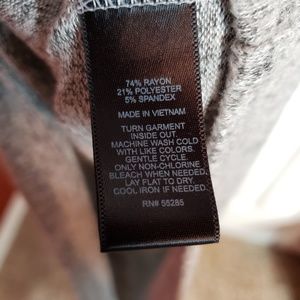 74% RAYON
21% POLYESTER
5% SPANDEX
MADE IN VIETNAM
TURN GARMENT
INSIDE OUT.
MACHINE WASH COLD
WITH LIKE COLORS.
GENTLE CYCLE.
ONLY NON-CHLORINE
BLEACH WHEN NEEDED.
LAY FLAT TO DRY.
COOL IRON IF NEEDED.
RN# 55285